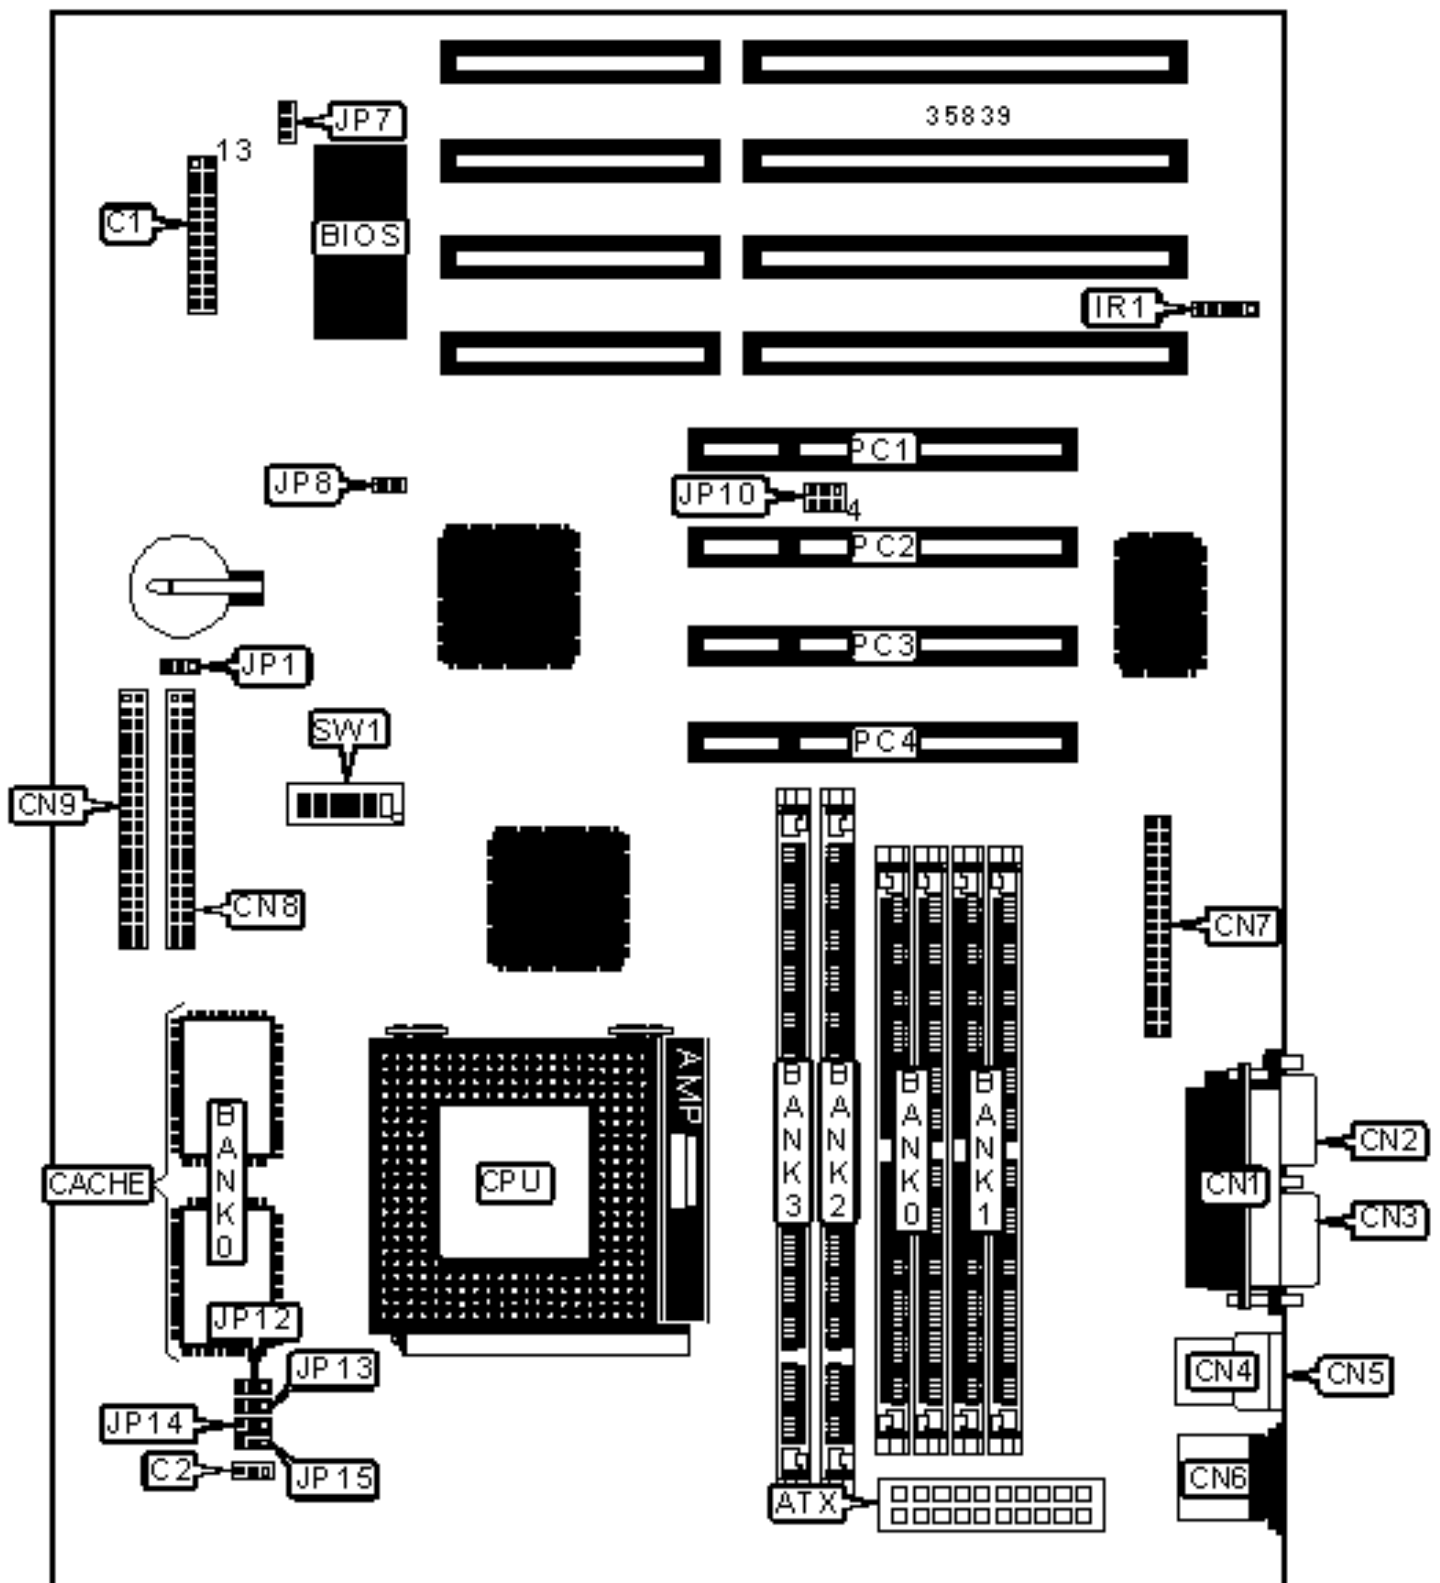 35839
JP7
13
C1
BIOS
IR1
PC1
JP8
JP10
4
PC2
JP1
PC3
SW1
PC4
CN9
CN8
CN7
AMP
BANK3
BANK2
BANK0
BANK1
BANK0
CACHE
CPU
CN2
CN1
CN3
JP12
JP13
CN4
CN5
JP14
C2
JP15
CN6
ATX